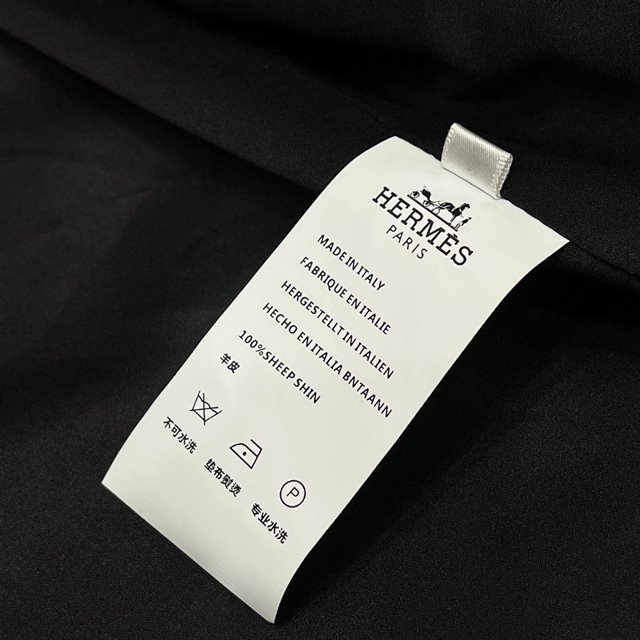 HERMÈS
PARIS
MADE IN ITALY
FABRIQUE EN ITALIE
HERGESTELLT IN ITALIEN
HECHO EN ITALIA BNTAANN
100%SHEEP SHIN
羊皮
不可水洗
垫布熨烫
P
专业水洗